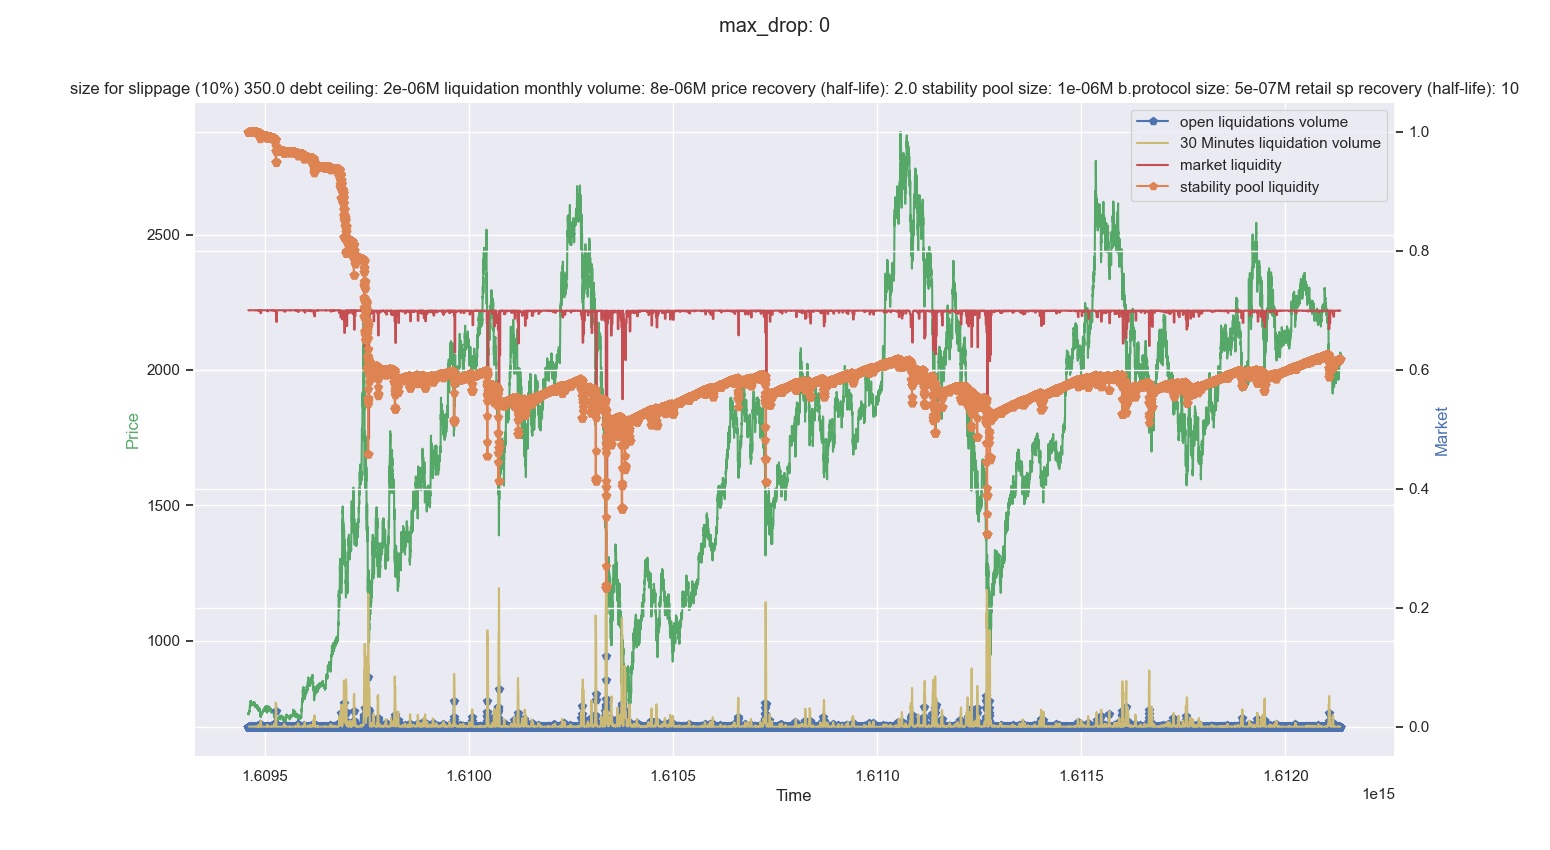 max_drop: 0
size for slippage (10%) 350.0 debt ceiling: 2e-06M liquidation monthly volume: 8e-06M price recovery (half-life): 2.0 stability pool size: 1e-06M b.protocol size: 5e-07M retail sp recovery (half-life): 10
open liquidations volume
30 Minutes liquidation volume
market liquidity
stability pool liquidity
2500
2000
1500
1000
Price
1.0
0.8
0.6
0.4
0.2
0.0
Market
1.6095 1.6100 1.6105 1.6110 1.6115 1.6120
Time
1e15